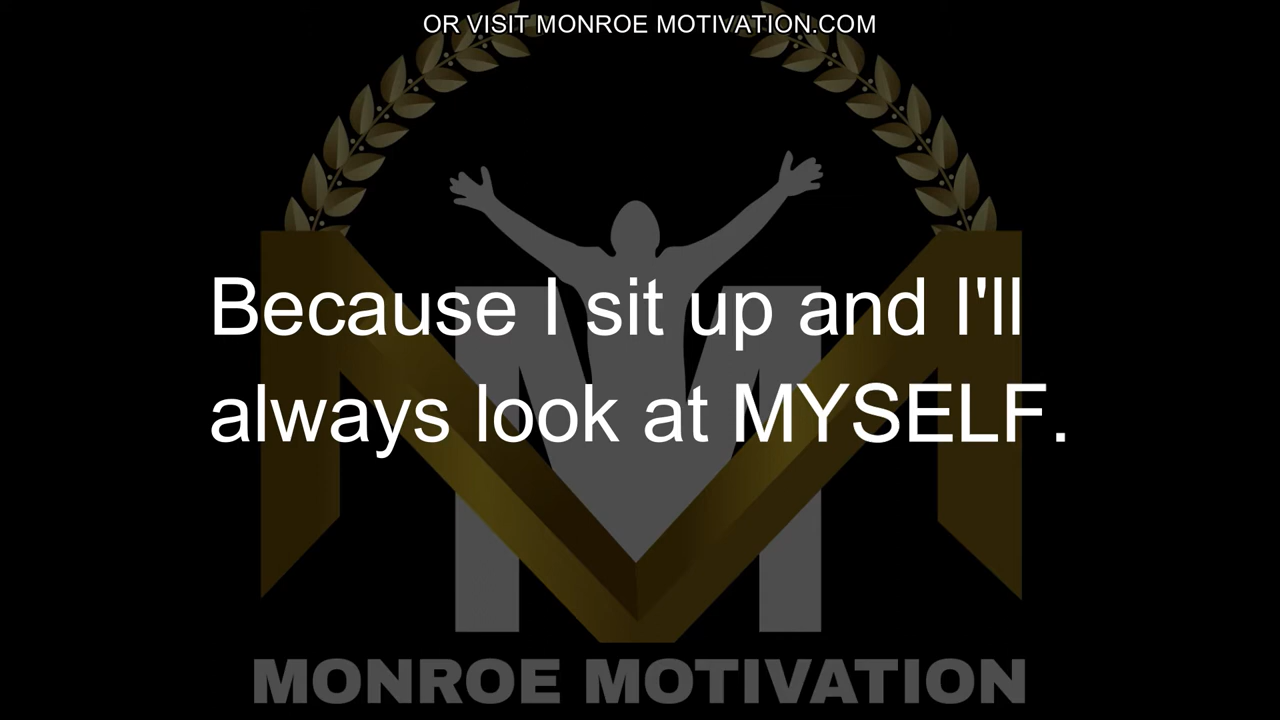 OR VISIT MONROE MOTIVATION.COM
Because I sit up and I'll
always look at MYSELF.
MONROE MOTIVATION